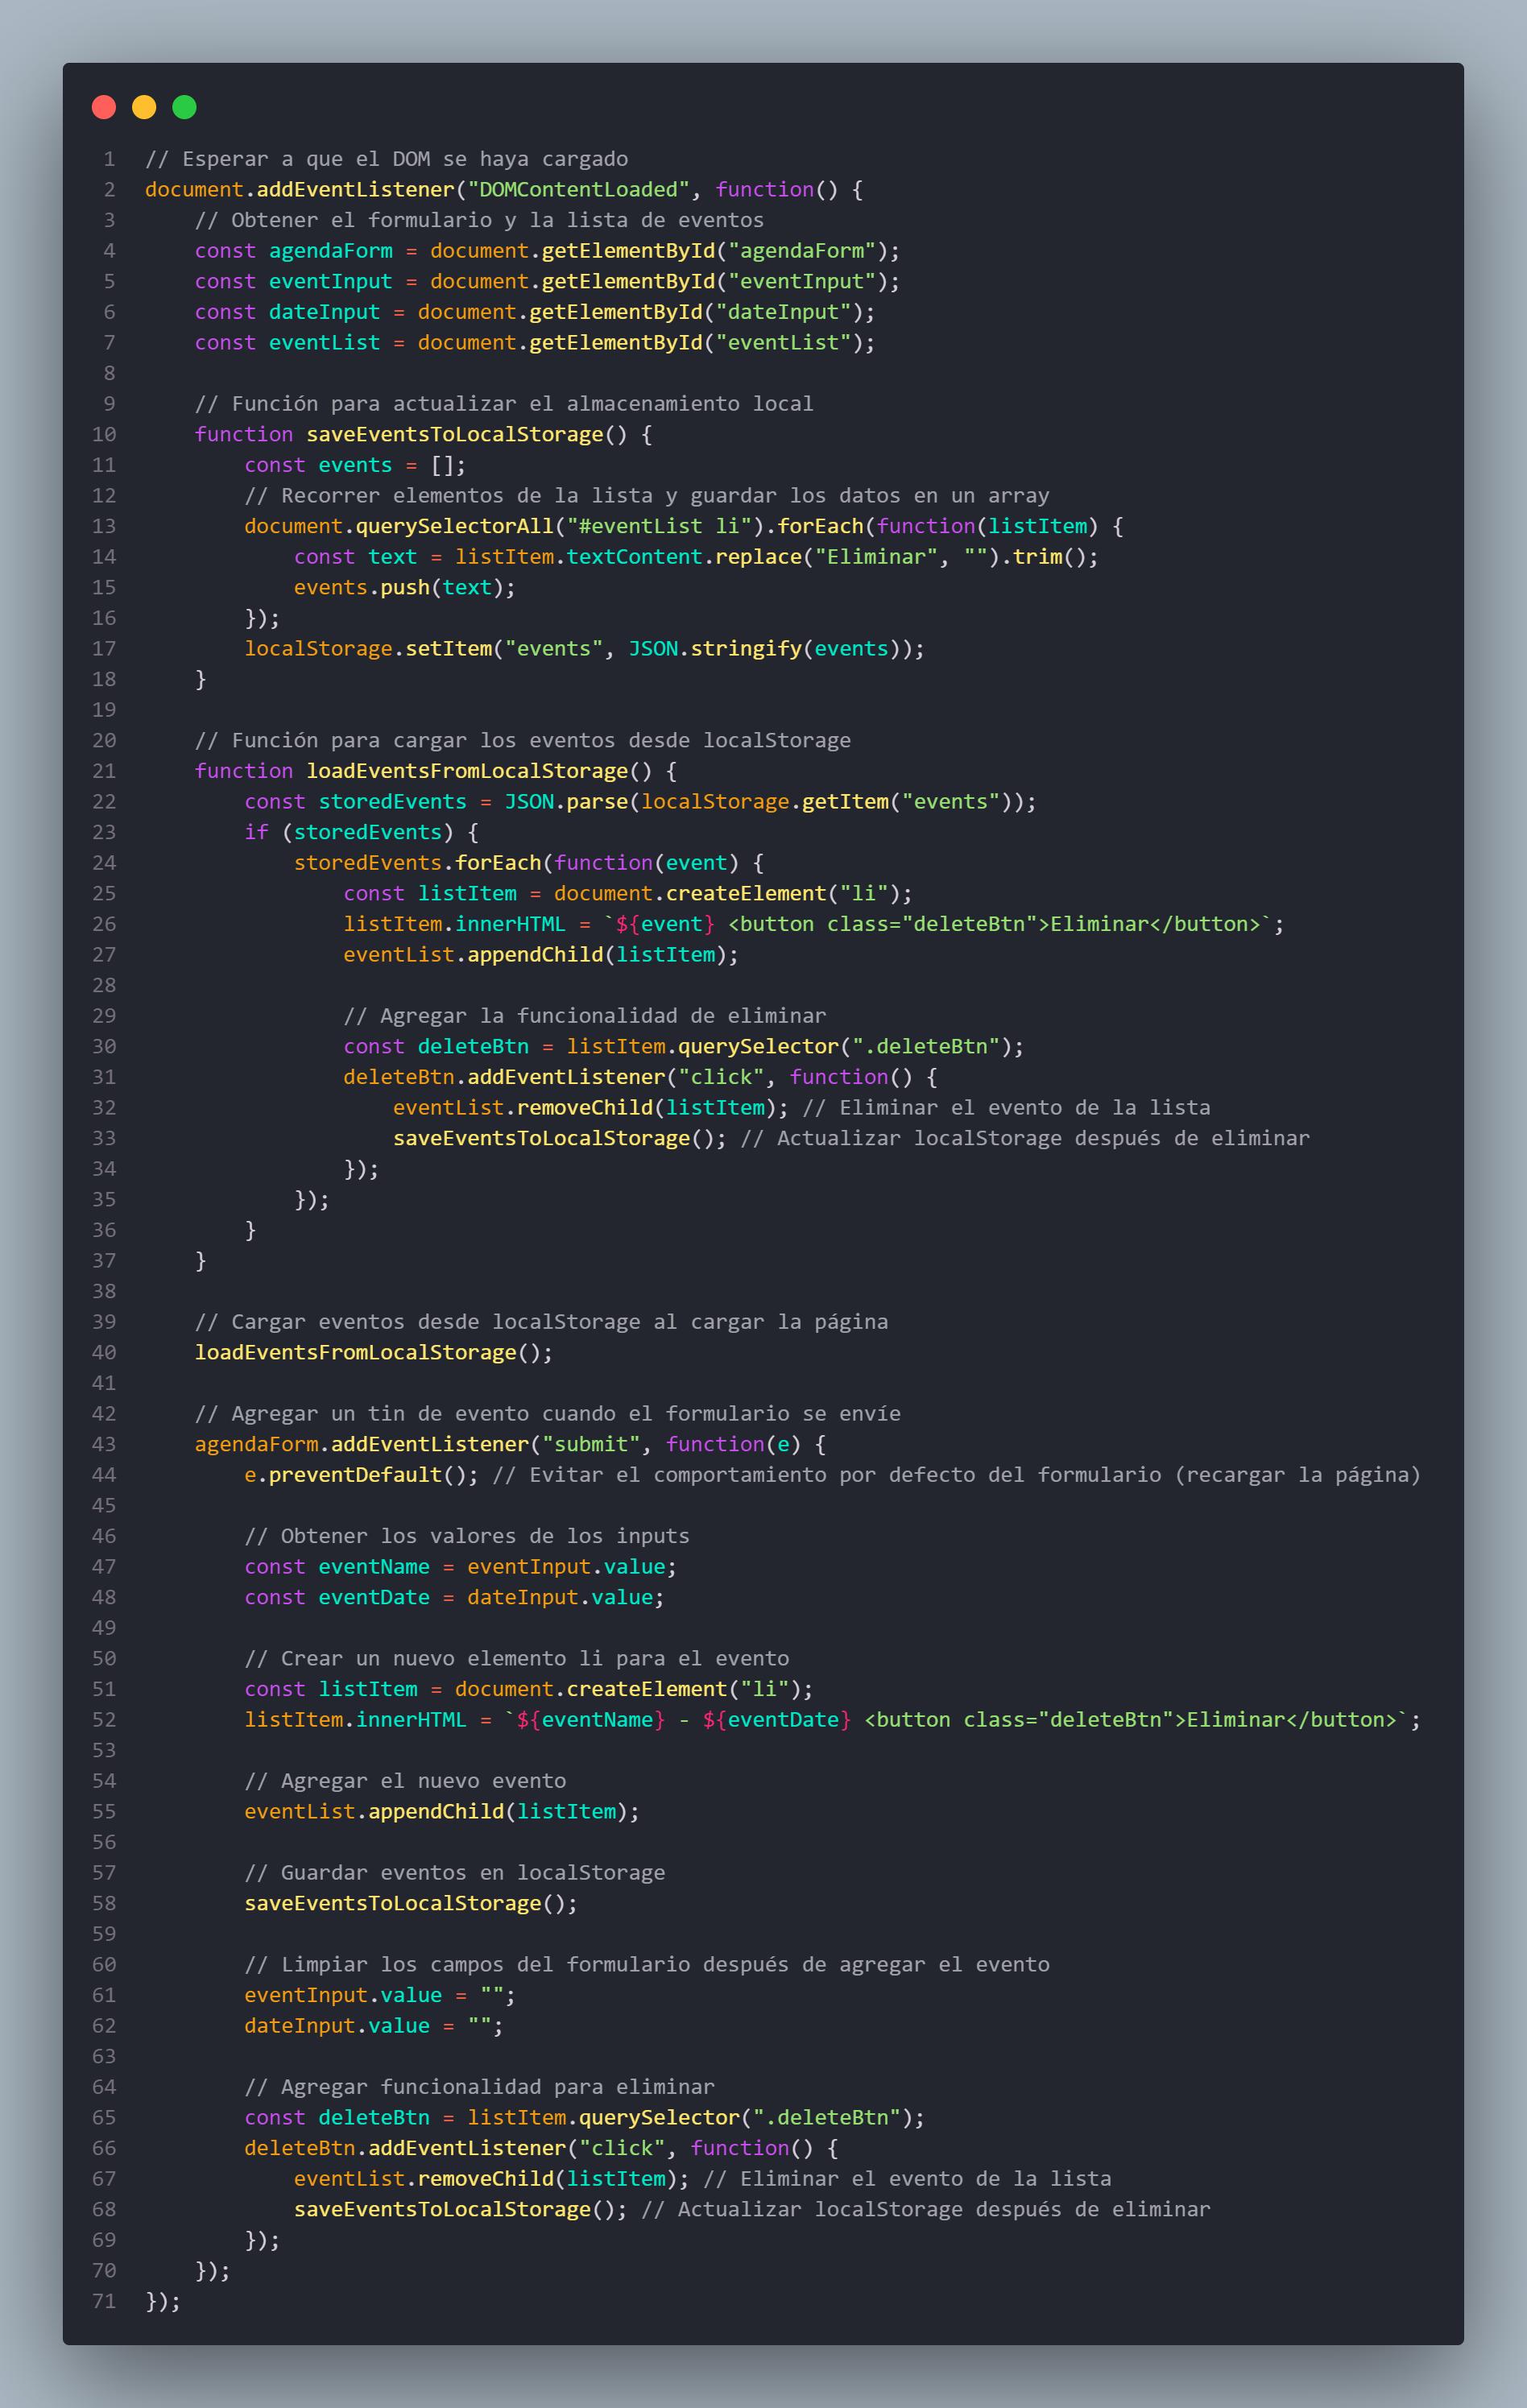 1 // Esperar a que el DOM se haya cargado
2 document.addEventListener("DOMContentLoaded", function() {
3     // Obtener el formulario y la lista de eventos
4     const agendaForm = document.getElementById("agendaForm");
5     const eventInput = document.getElementById("eventInput");
6     const dateInput = document.getElementById("dateInput");
7     const eventList = document.getElementById("eventList");
8
9     // Función para actualizar el almacenamiento local
10     function saveEventsToLocalStorage() {
11         const events = [];
12         // Recorrer elementos de la lista y guardar los datos en un array
13         document.querySelectorAll("#eventList li").forEach(function(listItem) {
14             const text = listItem.textContent.replace("Eliminar", "").trim();
15             events.push(text);
16         });
17         localStorage.setItem("events", JSON.stringify(events));
18     }
19
20     // Función para cargar los eventos desde localStorage
21     function loadEventsFromLocalStorage() {
22         const storedEvents = JSON.parse(localStorage.getItem("events"));
23         if (storedEvents) {
24             storedEvents.forEach(function(event) {
25                 const listItem = document.createElement("li");
26                 listItem.innerHTML = `${event} <button class="deleteBtn">Eliminar</button>`;
27                 eventList.appendChild(listItem);
28
29                 // Agregar la funcionalidad de eliminar
30                 const deleteBtn = listItem.querySelector(".deleteBtn");
31                 deleteBtn.addEventListener("click", function() {
32                     eventList.removeChild(listItem); // Eliminar el evento de la lista
33                     saveEventsToLocalStorage(); // Actualizar localStorage después de eliminar
34                 });
35             });
36         }
37     }
38
39     // Cargar eventos desde localStorage al cargar la página
40     loadEventsFromLocalStorage();
41
42     // Agregar un tin de evento cuando el formulario se envíe
43     agendaForm.addEventListener("submit", function(e) {
44         e.preventDefault(); // Evitar el comportamiento por defecto del formulario (recargar la página)
45
46         // Obtener los valores de los inputs
47         const eventName = eventInput.value;
48         const eventDate = dateInput.value;
49
50         // Crear un nuevo elemento li para el evento
51         const listItem = document.createElement("li");
52         listItem.innerHTML = `${eventName} - ${eventDate} <button class="deleteBtn">Eliminar</button>`;
53
54         // Agregar el nuevo evento
55         eventList.appendChild(listItem);
56
57         // Guardar eventos en localStorage
58         saveEventsToLocalStorage();
59
60         // Limpiar los campos del formulario después de agregar el evento
61         eventInput.value = "";
62         dateInput.value = "";
63
64         // Agregar funcionalidad para eliminar
65         const deleteBtn = listItem.querySelector(".deleteBtn");
66         deleteBtn.addEventListener("click", function() {
67             eventList.removeChild(listItem); // Eliminar el evento de la lista
68             saveEventsToLocalStorage(); // Actualizar localStorage después de eliminar
69         });
70     });
71 });